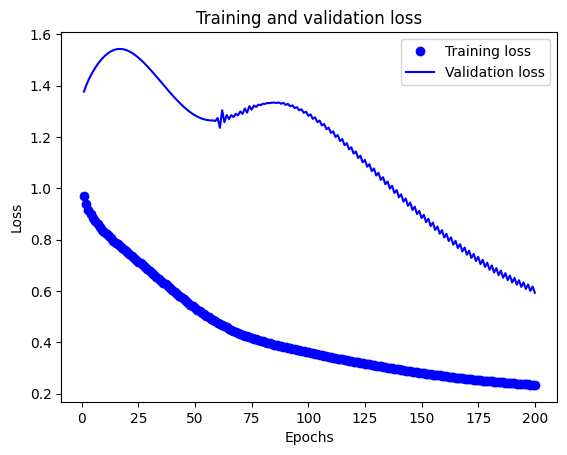 Training and validation loss
1.6
1.4
1.2
1.0
0.8
0.6
0.4
0.2
Loss
Training loss
Validation loss
0 25 50 75 100 125 150 175 200
Epochs